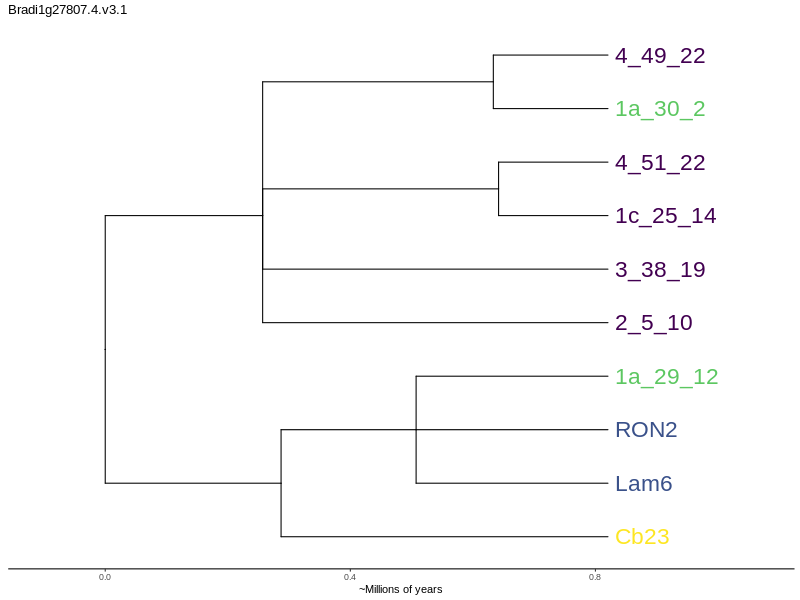 Bradi1g27807.4.v3.1
4_49_22
1a_30_2
4_51_22
1c_25_14
3_38_19
2_5_10
1a_29_12
RON2
Lam6
Cb23
0.0 0.4 0.8
~Millions of years